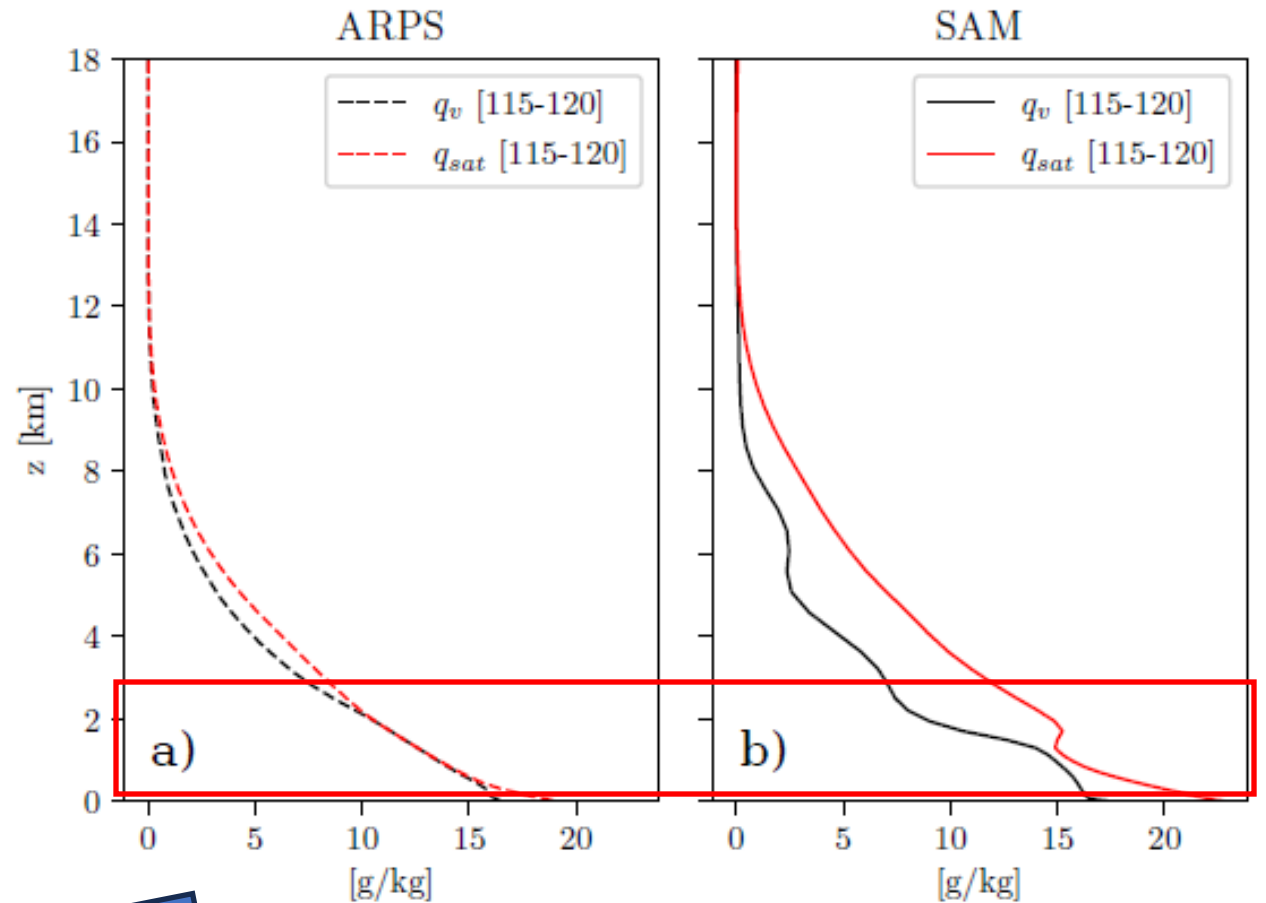 ARPS
SAM
q_v [115-120]
q_sat [115-120]
q_v [115-120]
q_sat [115-120]
18
16
14
12
10
8
6
4
2
0
z [km]
a)
b)
0 5 10 15 20
0 5 10 15 20
[g/kg]
[g/kg]